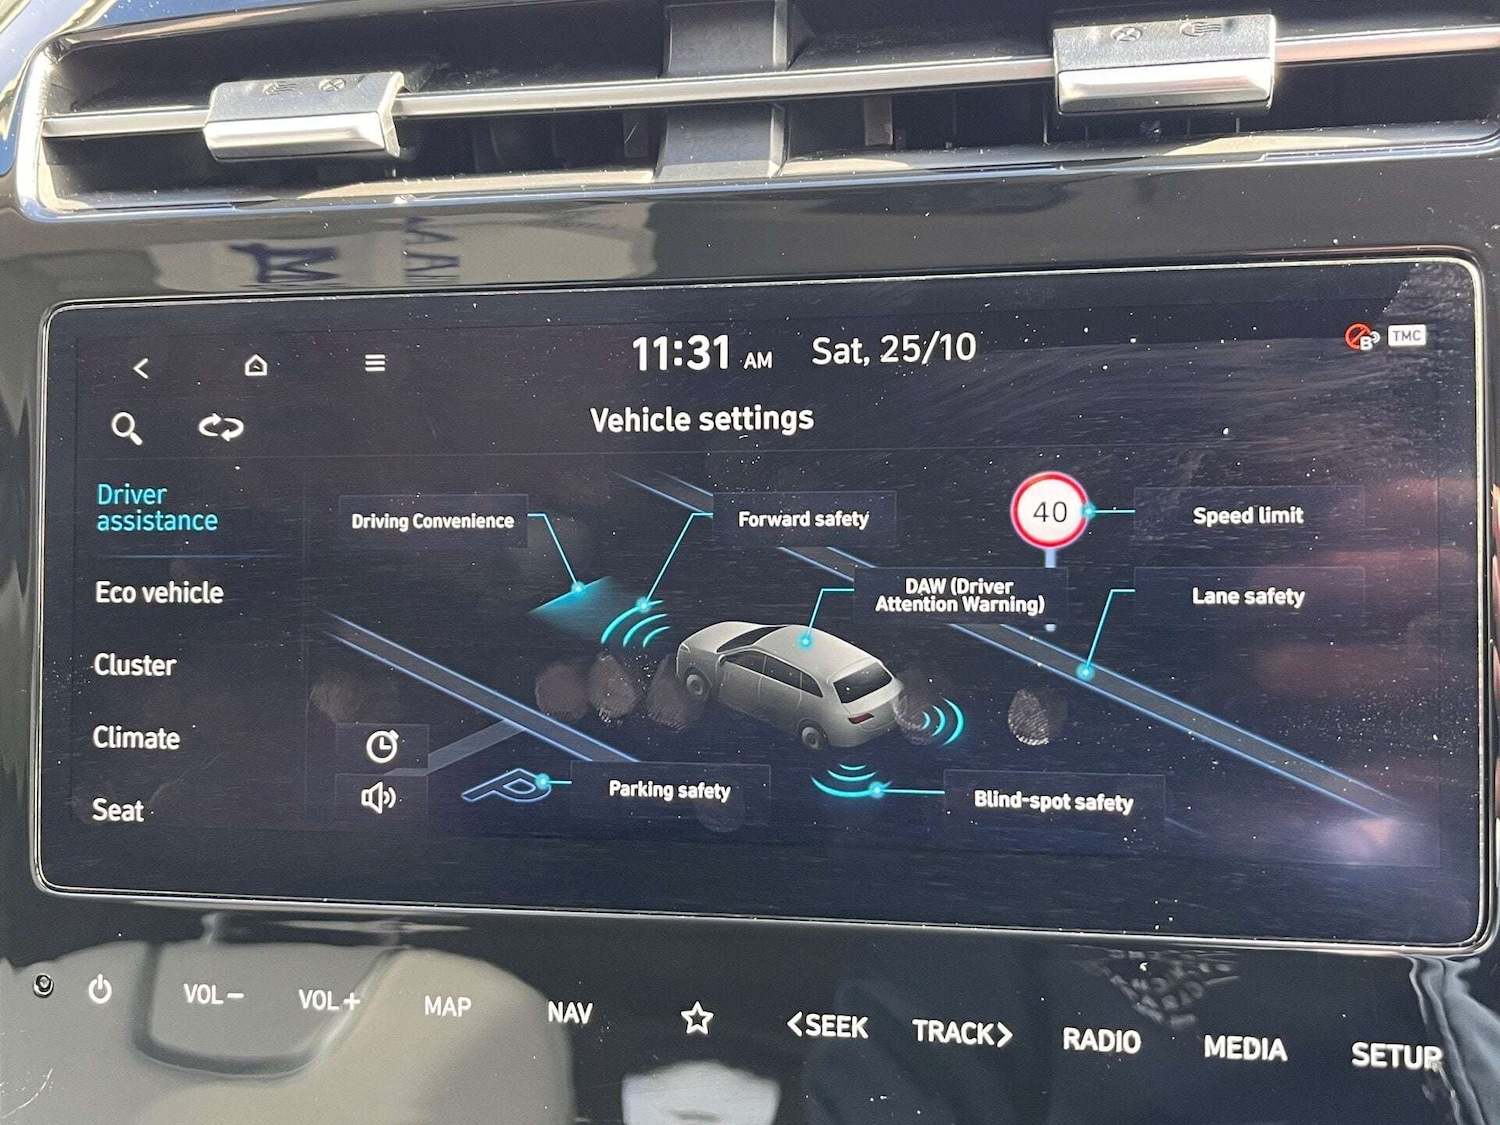 11:31 AM Sat, 25/10
TMC
Vehicle settings
Driver
assistance
Eco vehicle
Cluster
Climate
Seat
Driving Convenience
Forward safety
40
Speed limit
DAW (Driver
Attention Warning)
Lane safety
Parking safety
Blind-spot safety
VOL− VOL+ MAP NAV <SEEK TRACK> RADIO MEDIA SETUP